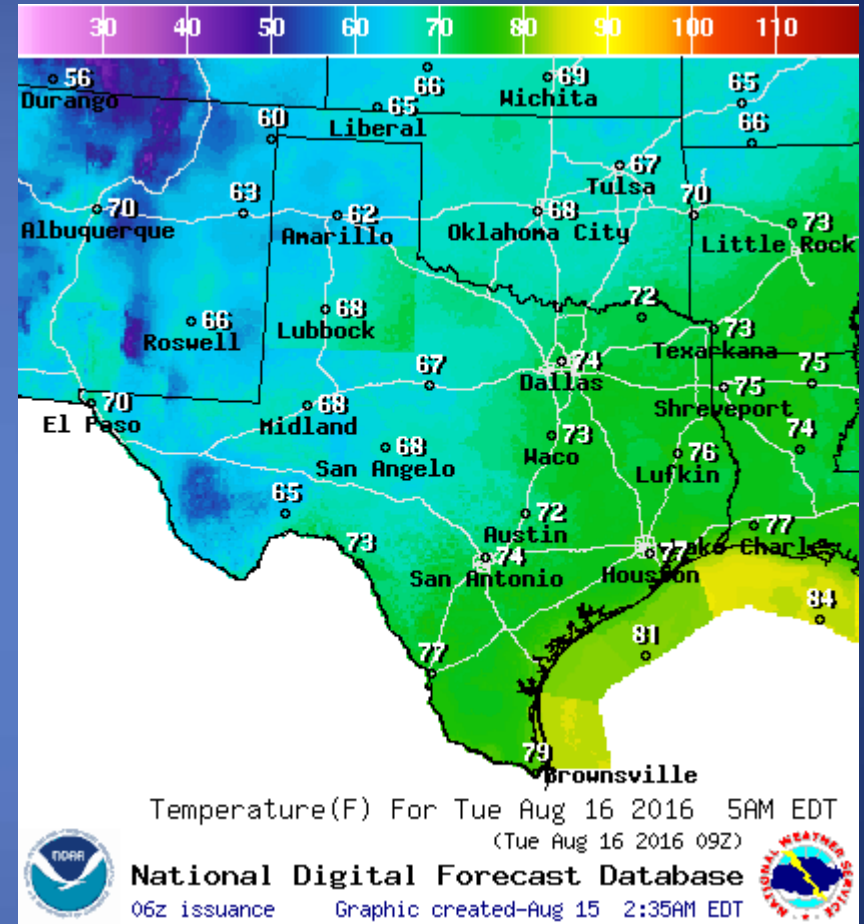 30 40 50 60 70 80 90 100 110
56
Durango
66
69
Wichita
65
65
Liberal
60
66
67
Tulsa
70
Albuquerque
63
62
Amarillo
68
Oklahoma City
70
73
Little Rock
66
Roswell
68
Lubbock
72
73
Texarkana
67
74
Dallas
75
Shreveport
75
70
El Paso
68
Midland
68
San Angelo
73
Waco
76
Lufkin
74
65
72
Austin
77
Lake Charles
73
74
San Antonio
77
Houston
84
81
77
79
Brownsville
Temperature(F) For Tue Aug 16 2016 5AM EDT
(Tue Aug 16 2016 09Z)
NOAA
NATIONAL WEATHER SERVICE
National Digital Forecast Database
06z issuance Graphic created-Aug 15 2:35AM EDT